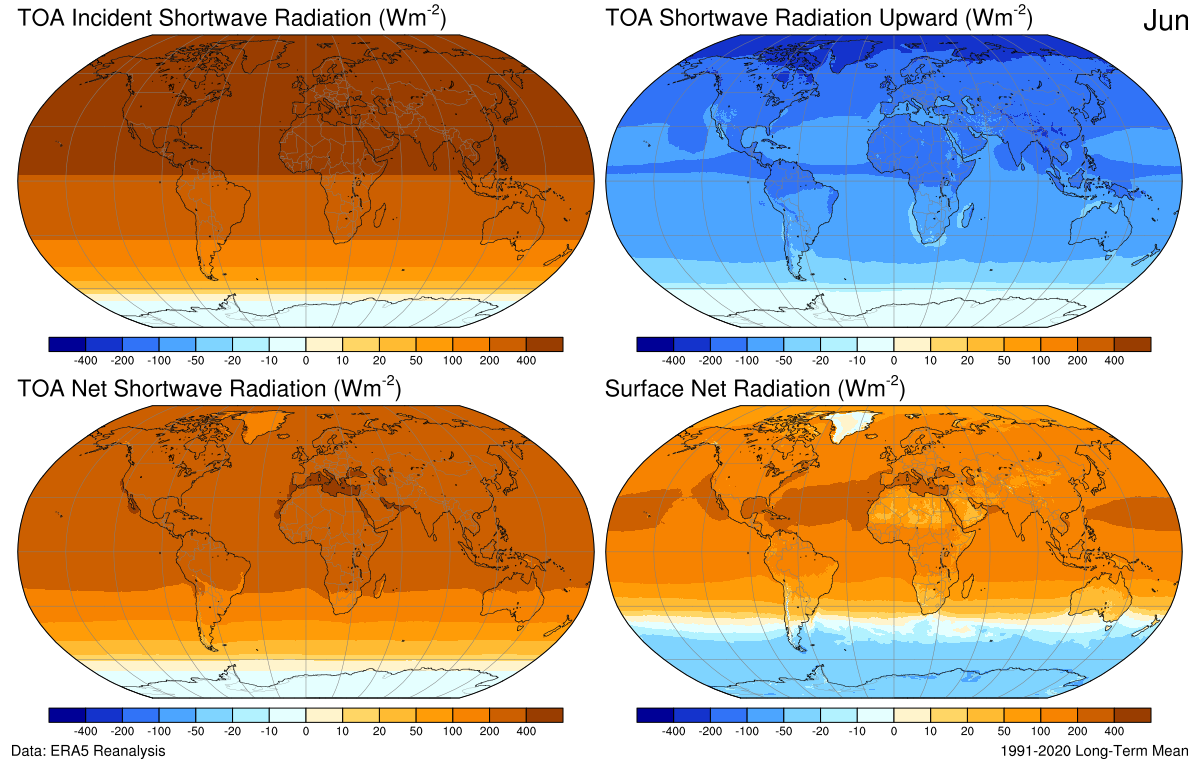 TOA Incident Shortwave Radiation (Wm-2)
TOA Shortwave Radiation Upward (Wm-2)
Jun
-400 -200 -100 -50 -20 -10 0 10 20 50 100 200 400
-400 -200 -100 -50 -20 -10 0 10 20 50 100 200 400
TOA Net Shortwave Radiation (Wm-2)
Surface Net Radiation (Wm-2)
-400 -200 -100 -50 -20 -10 0 10 20 50 100 200 400
-400 -200 -100 -50 -20 -10 0 10 20 50 100 200 400
Data: ERA5 Reanalysis
1991-2020 Long-Term Mean